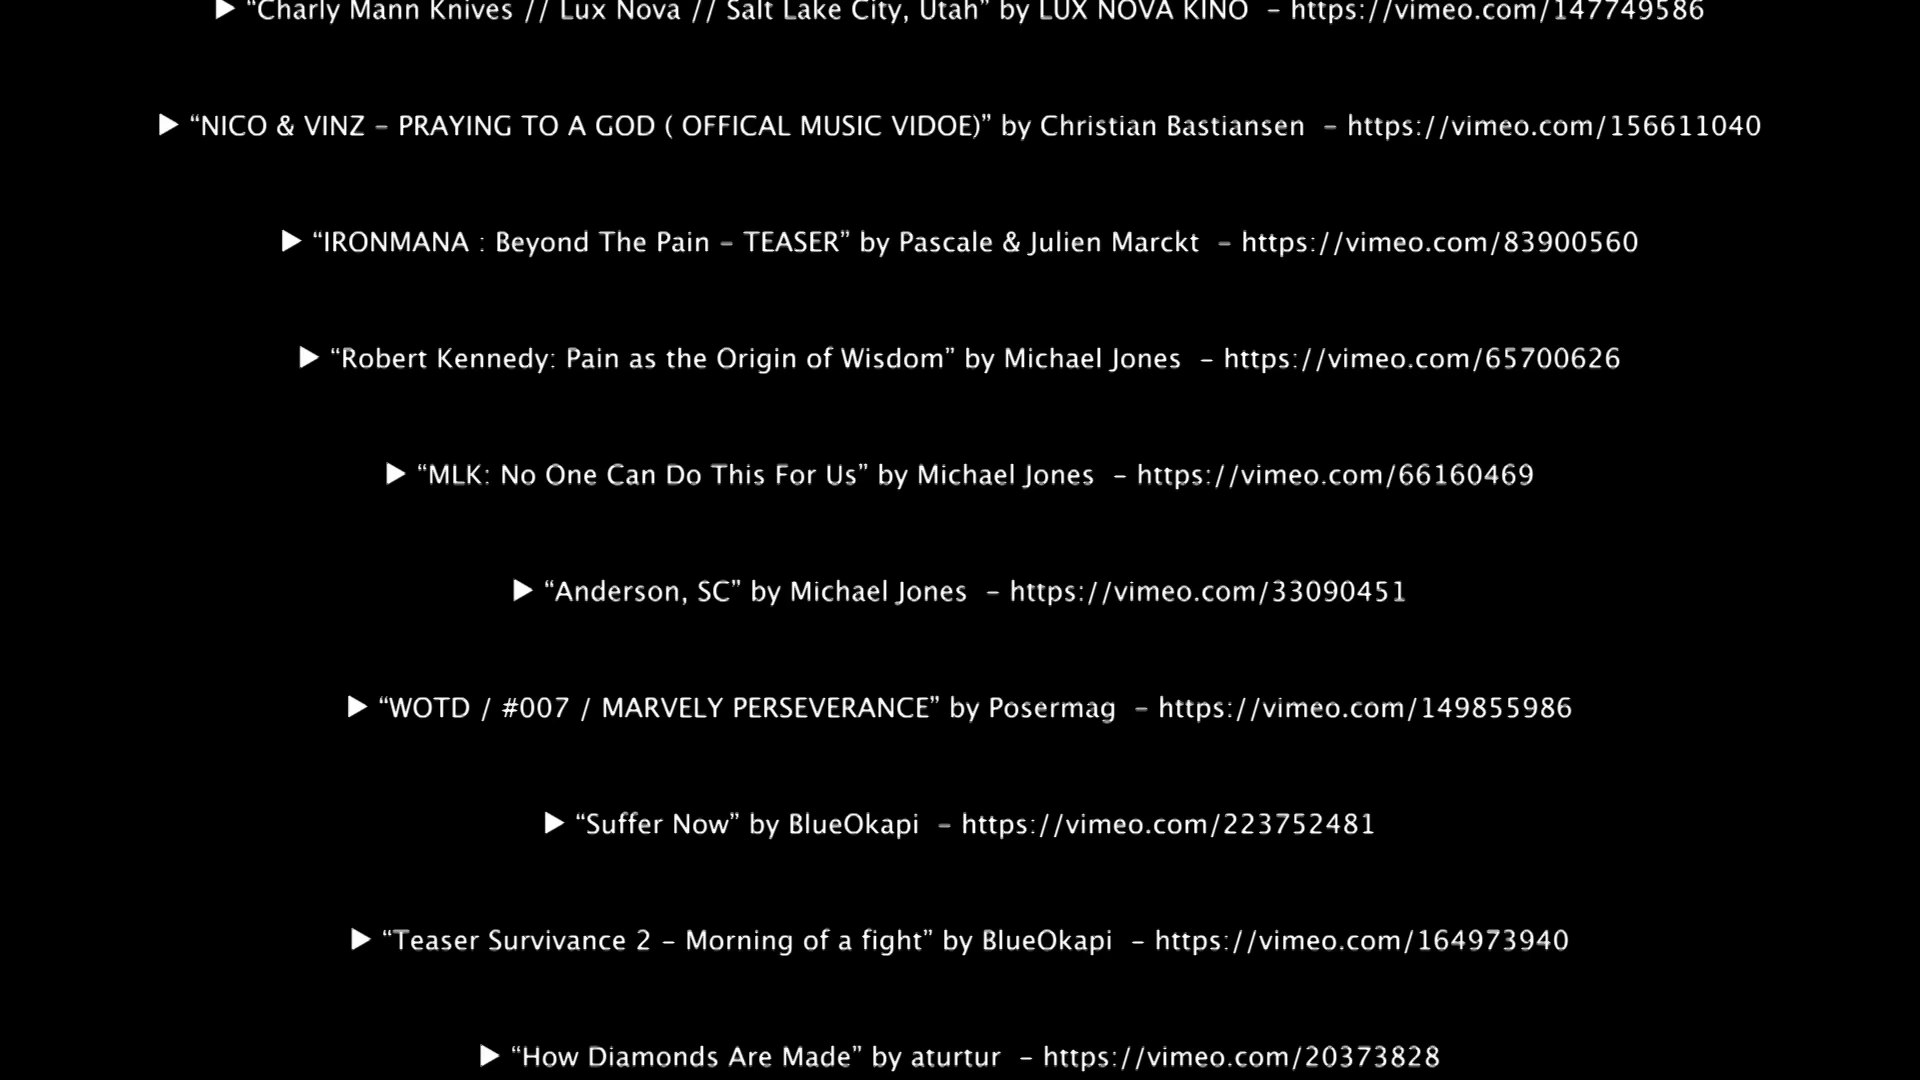 ▶ “Charly Mann Knives // Lux Nova // Salt Lake City, Utah” by LUX NOVA KINO – https://vimeo.com/147749586
▶ “NICO & VINZ – PRAYING TO A GOD ( OFFICAL MUSIC VIDOE)” by Christian Bastiansen – https://vimeo.com/156611040
▶ “IRONMANA : Beyond The Pain – TEASER” by Pascale & Julien Marckt – https://vimeo.com/83900560
▶ “Robert Kennedy: Pain as the Origin of Wisdom” by Michael Jones – https://vimeo.com/65700626
▶ “MLK: No One Can Do This For Us” by Michael Jones – https://vimeo.com/66160469
▶ “Anderson, SC” by Michael Jones – https://vimeo.com/33090451
▶ “WOTD / #007 / MARVELY PERSEVERANCE” by Posermag – https://vimeo.com/149855986
▶ “Suffer Now” by BlueOkapi – https://vimeo.com/223752481
▶ “Teaser Survivance 2 – Morning of a fight” by BlueOkapi – https://vimeo.com/164973940
▶ “How Diamonds Are Made” by aturtur – https://vimeo.com/20373828